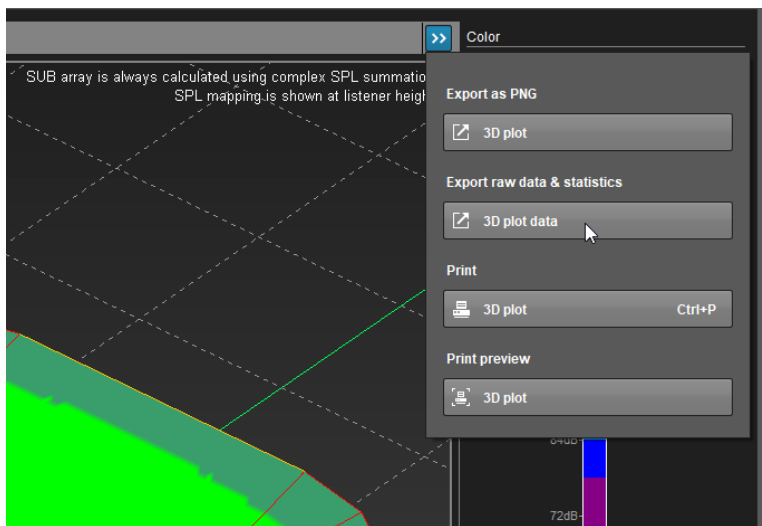 >>
Color
SUB array is always calculated using complex SPL summatio
SPL mapping is shown at listener heigh
Export as PNG
3D plot
Export raw data & statistics
3D plot data
Print
3D plot Ctrl+P
Print preview
3D plot
84dB
72dB